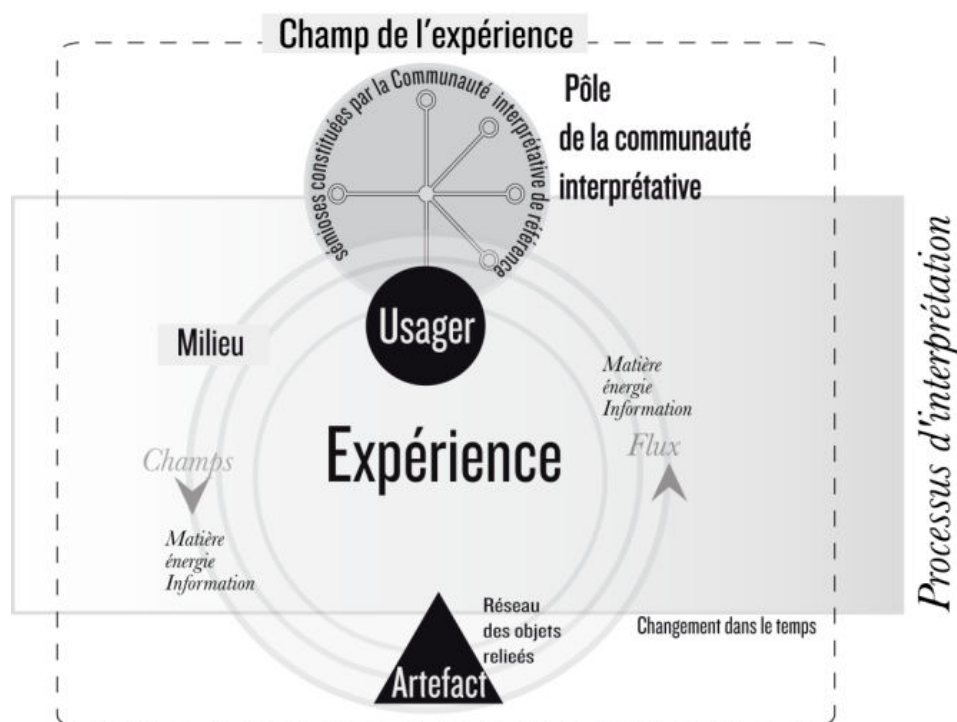 Champ de l'expérience
sémioses constituées par la Communauté interprétative de référence
Pôle
de la communauté
interprétative
Usager
Milieu
Matière
énergie
Information
Flux
Expérience
Champs
Matière
énergie
Information
Réseau
des objets
relieés
Artefact
Changement dans le temps
Processus d'interprétation